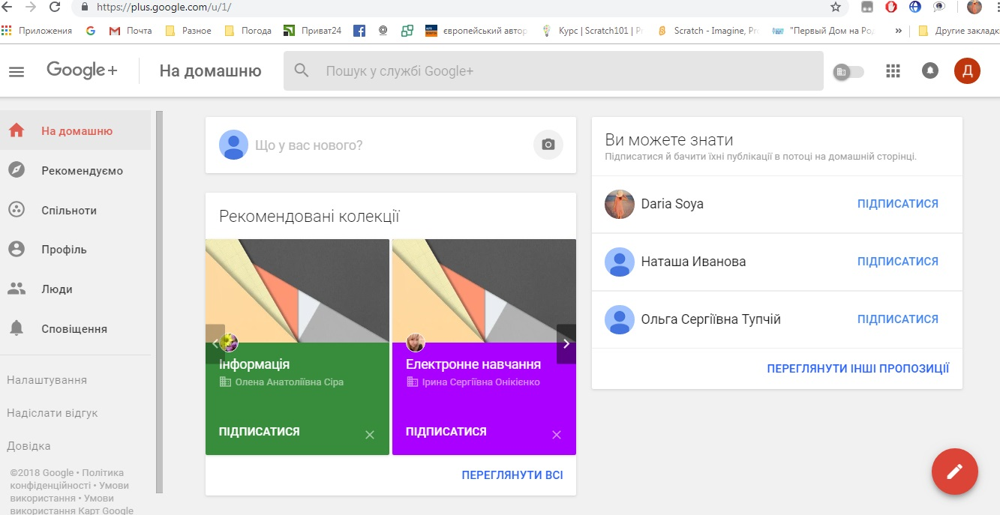 https://plus.google.com/u/1/
Приложения
Почта
Разное
Погода
Приват24
європейський автор
Курс | Scratch101 | Pr
Scratch - Imagine, Pr
"Первый Дом на Род
»
Другие закладк
Google+
На домашню
Пошук у службі Google+
Д
На домашню
Рекомендуємо
Спільноти
Профіль
Люди
Сповіщення
Налаштування
Надіслати відгук
Довідка
©2018 Google • Політика
конфіденційності • Умови
використання • Умови
використання Карт Google
Що у вас нового?
Рекомендовані колекції
Інформація
Олена Анатоліївна Сіра
ПІДПИСАТИСЯ
Електронне навчання
Ірина Сергіївна Онікієнко
ПІДПИСАТИСЯ
ПЕРЕГЛЯНУТИ ВСІ
Ви можете знати
Підписатися й бачити їхні публікації в потоці на домашній сторінці.
Daria Soya
ПІДПИСАТИСЯ
Наташа Иванова
ПІДПИСАТИСЯ
Ольга Сергіївна Тупчій
ПІДПИСАТИСЯ
ПЕРЕГЛЯНУТИ ІНШІ ПРОПОЗИЦІЇ